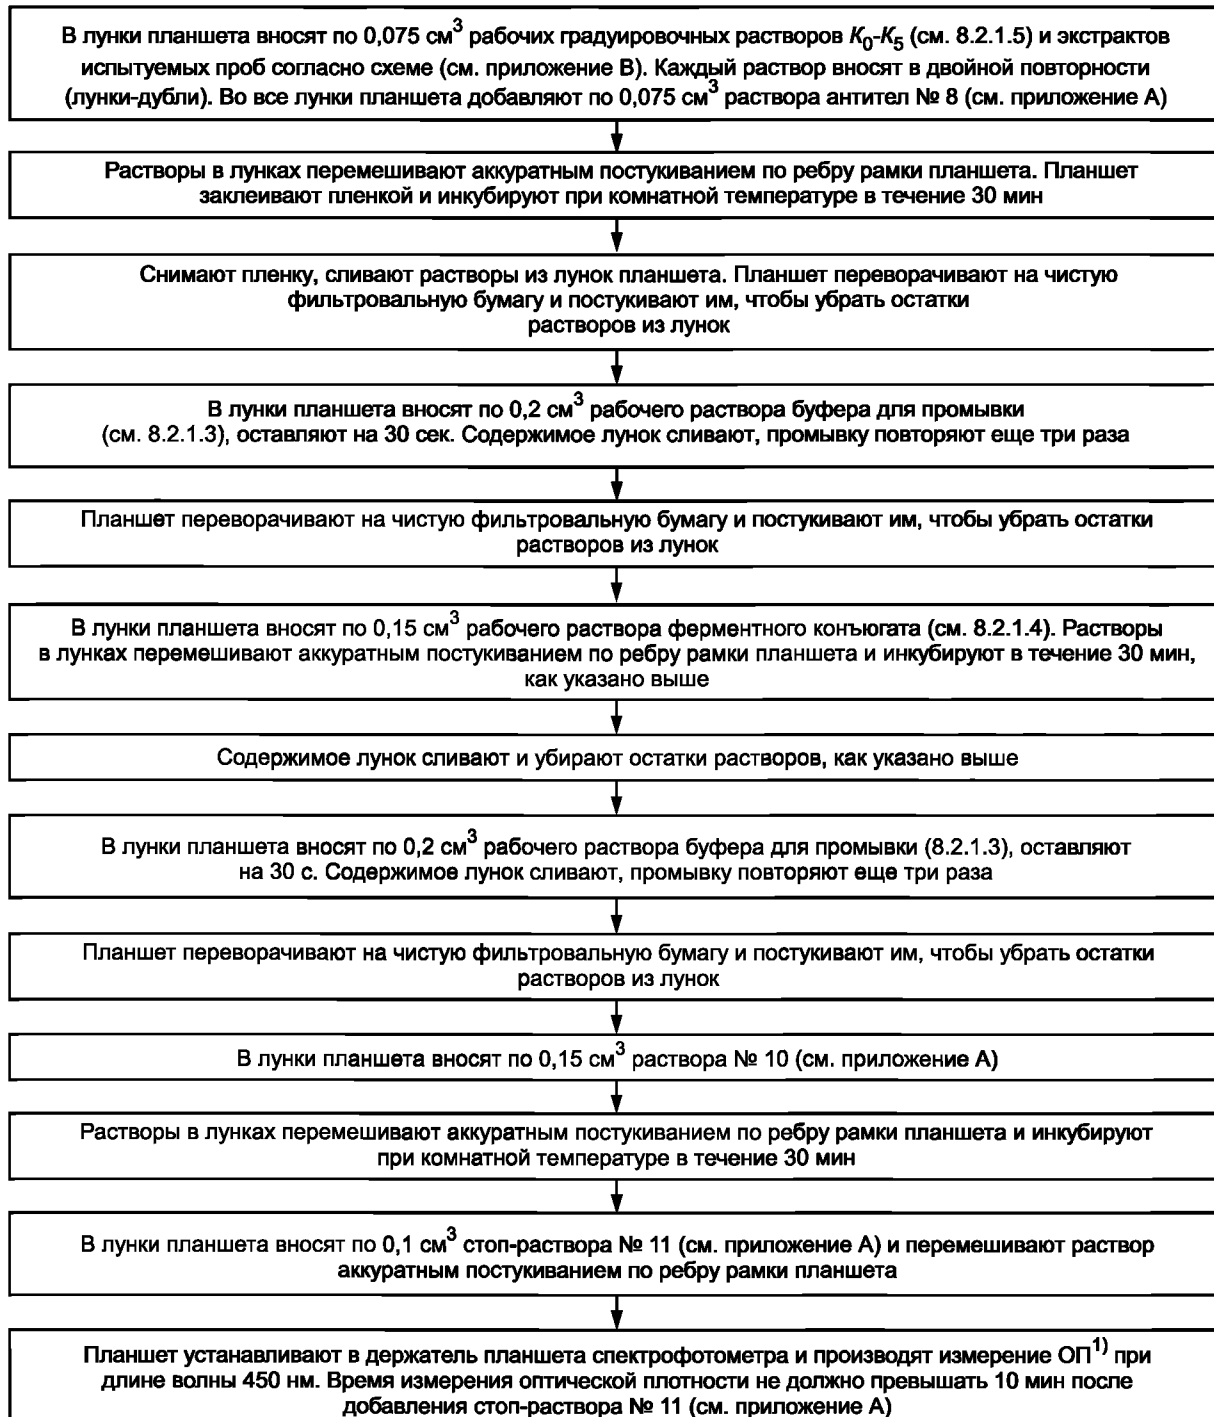 В лунки планшета вносят по 0,075 см³ рабочих градуировочных растворов K₀-K₅ (см. 8.2.1.5) и экстрактов
испытуемых проб согласно схеме (см. приложение В). Каждый раствор вносят в двойной повторности
(лунки-дубли). Во все лунки планшета добавляют по 0,075 см³ раствора антител № 8 (см. приложение А)
Растворы в лунках перемешивают аккуратным постукиванием по ребру рамки планшета. Планшет
заклеивают пленкой и инкубируют при комнатной температуре в течение 30 мин
Снимают пленку, сливают растворы из лунок планшета. Планшет переворачивают на чистую
фильтровальную бумагу и постукивают им, чтобы убрать остатки
растворов из лунок
В лунки планшета вносят по 0,2 см³ рабочего раствора буфера для промывки
(см. 8.2.1.3), оставляют на 30 сек. Содержимое лунок сливают, промывку повторяют еще три раза
Планшет переворачивают на чистую фильтровальную бумагу и постукивают им, чтобы убрать остатки
растворов из лунок
В лунки планшета вносят по 0,15 см³ рабочего раствора ферментного конъюгата (см. 8.2.1.4). Растворы
в лунках перемешивают аккуратным постукиванием по ребру рамки планшета и инкубируют в течение 30 мин,
как указано выше
Содержимое лунок сливают и убирают остатки растворов, как указано выше
В лунки планшета вносят по 0,2 см³ рабочего раствора буфера для промывки (8.2.1.3), оставляют
на 30 с. Содержимое лунок сливают, промывку повторяют еще три раза
Планшет переворачивают на чистую фильтровальную бумагу и постукивают им, чтобы убрать остатки
растворов из лунок
В лунки планшета вносят по 0,15 см³ раствора № 10 (см. приложение А)
Растворы в лунках перемешивают аккуратным постукиванием по ребру рамки планшета и инкубируют
при комнатной температуре в течение 30 мин
В лунки планшета вносят по 0,1 см³ стоп-раствора № 11 (см. приложение А) и перемешивают раствор
аккуратным постукиванием по ребру рамки планшета
Планшет устанавливают в держатель планшета спектрофотометра и производят измерение ОП¹⁾ при
длине волны 450 нм. Время измерения оптической плотности не должно превышать 10 мин после
добавления стоп-раствора № 11 (см. приложение А)